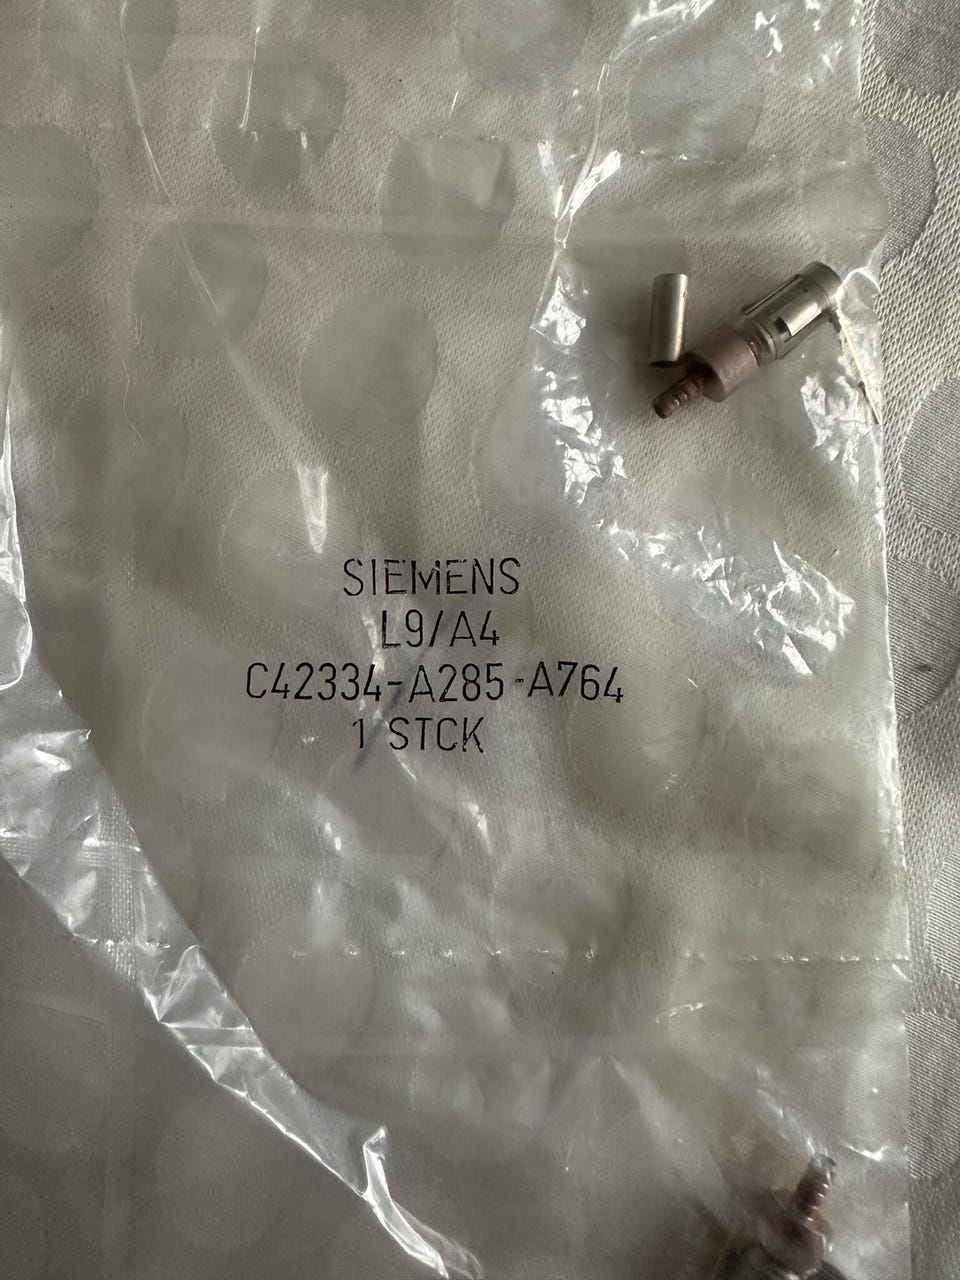 SIEMENS
L9/A4
C42334-A285-A764
1 STCK